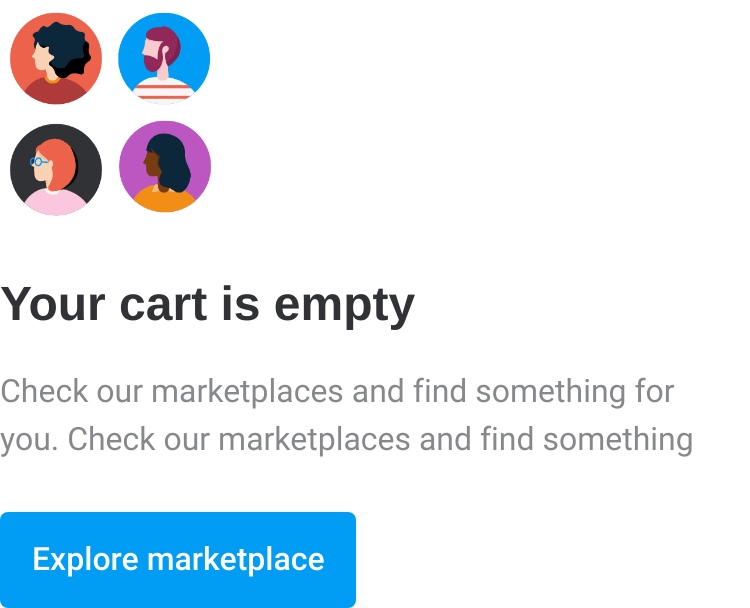 Your cart is empty
Check our marketplaces and find something for
you. Check our marketplaces and find something
Explore marketplace